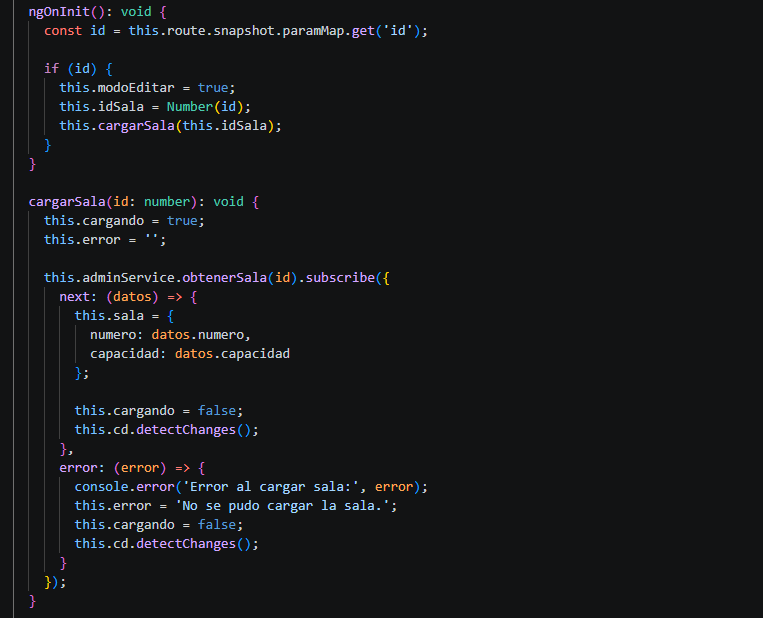 ngOnInit(): void {
const id = this.route.snapshot.paramMap.get('id');
if (id) {
this.modoEditar = true;
this.idSala = Number(id);
this.cargarSala(this.idSala);
}
}
cargarSala(id: number): void {
this.cargando = true;
this.error = '';
this.adminService.obtenerSala(id).subscribe({
next: (datos) => {
this.sala = {
numero: datos.numero,
capacidad: datos.capacidad
};
this.cargando = false;
this.cd.detectChanges();
},
error: (error) => {
console.error('Error al cargar sala:', error);
this.error = 'No se pudo cargar la sala.';
this.cargando = false;
this.cd.detectChanges();
}
});
}